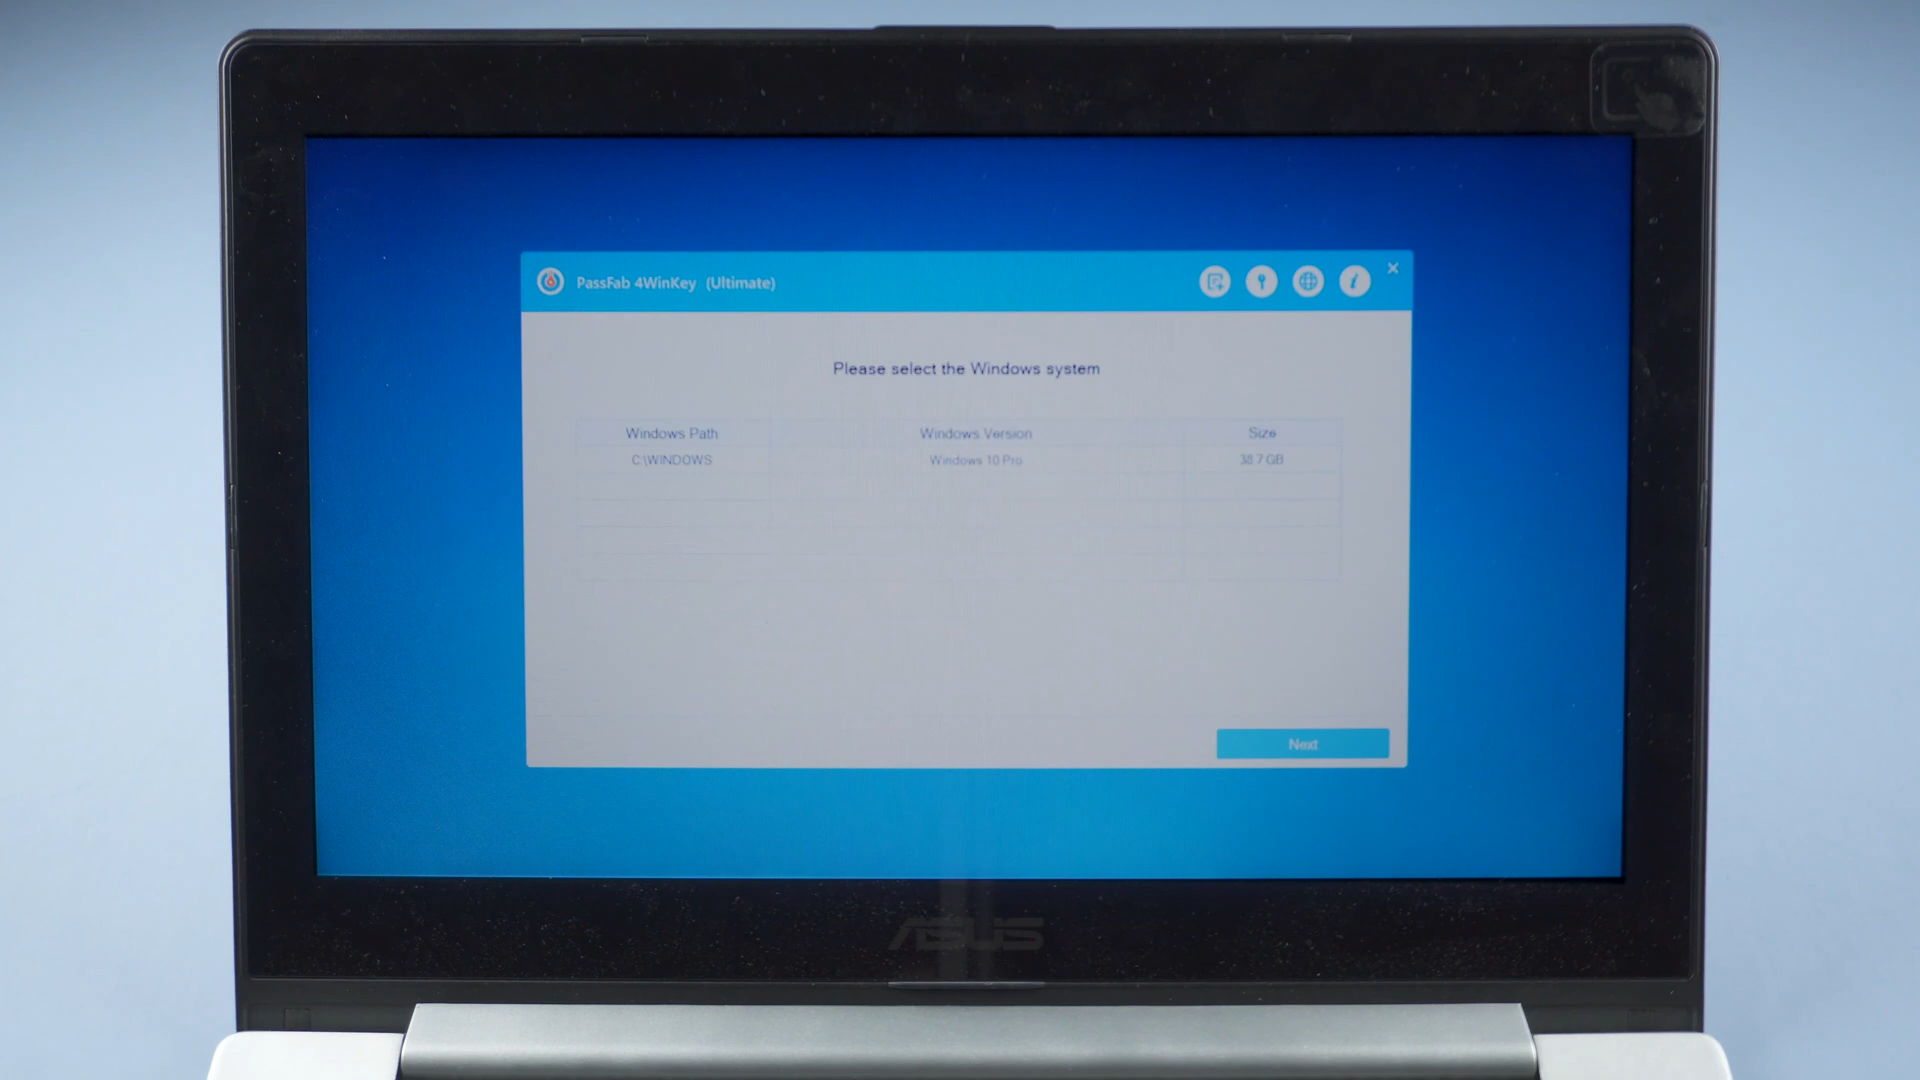 PassFab 4WinKey (Ultimate)
Please select the Windows system
Windows Path Windows Version Size
C:\WINDOWS Windows 10 Pro 38.7 GB
Next
ASUS